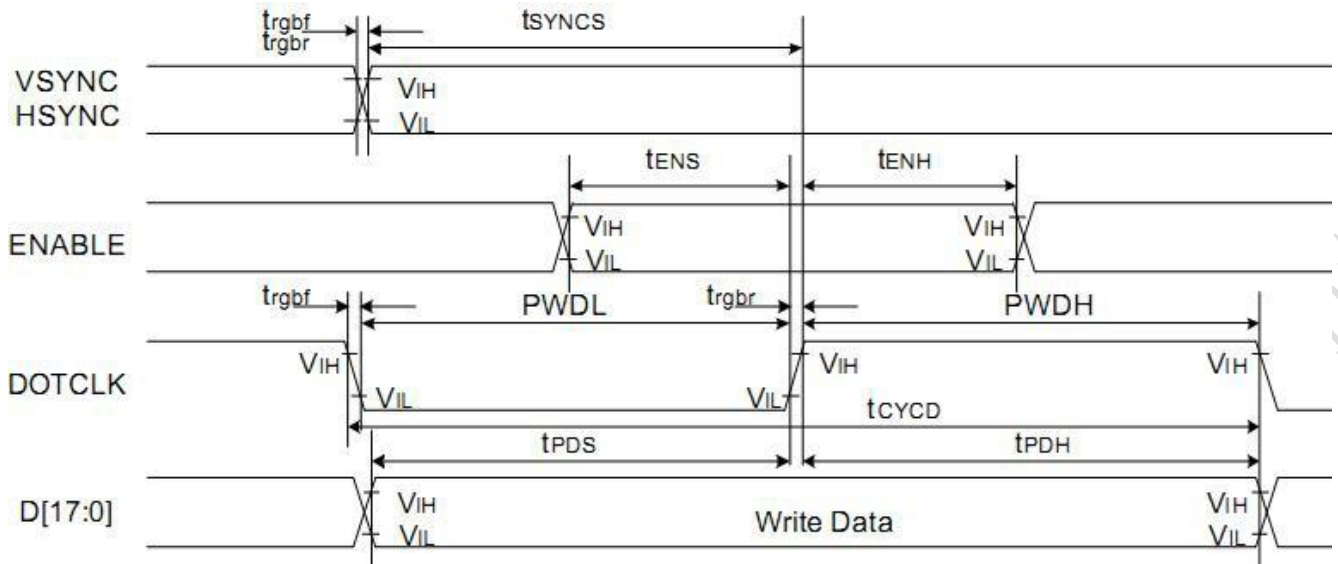 trgbf
trgbr
tSYNCS
VSYNC
HSYNC
VIH
VIL
tENS
tENH
ENABLE
VIH
VIL
VIH
VIL
trgbf
PWDL
trgbr
PWDH
DOTCLK
VIH
VIL
VIL
VIH
VIH
tCYCD
tPDS
tPDH
D[17:0]
VIH
VIL
Write Data
VIH
VIL